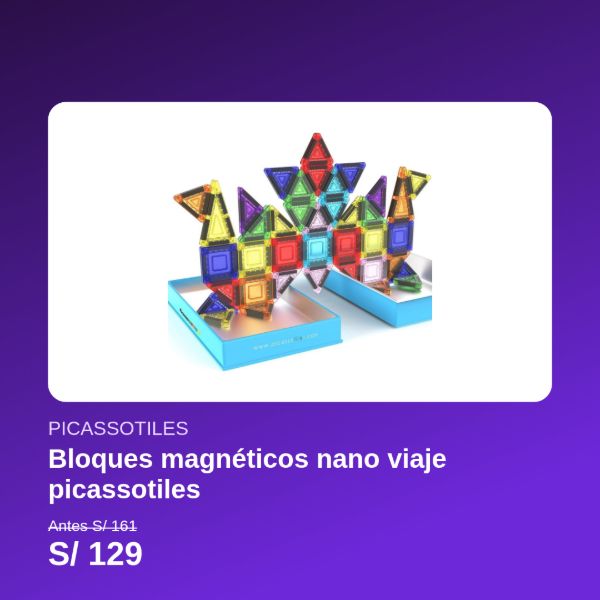 PICASSOTILES
Bloques magnéticos nano viaje
picassotiles
Antes S/ 161
S/ 129